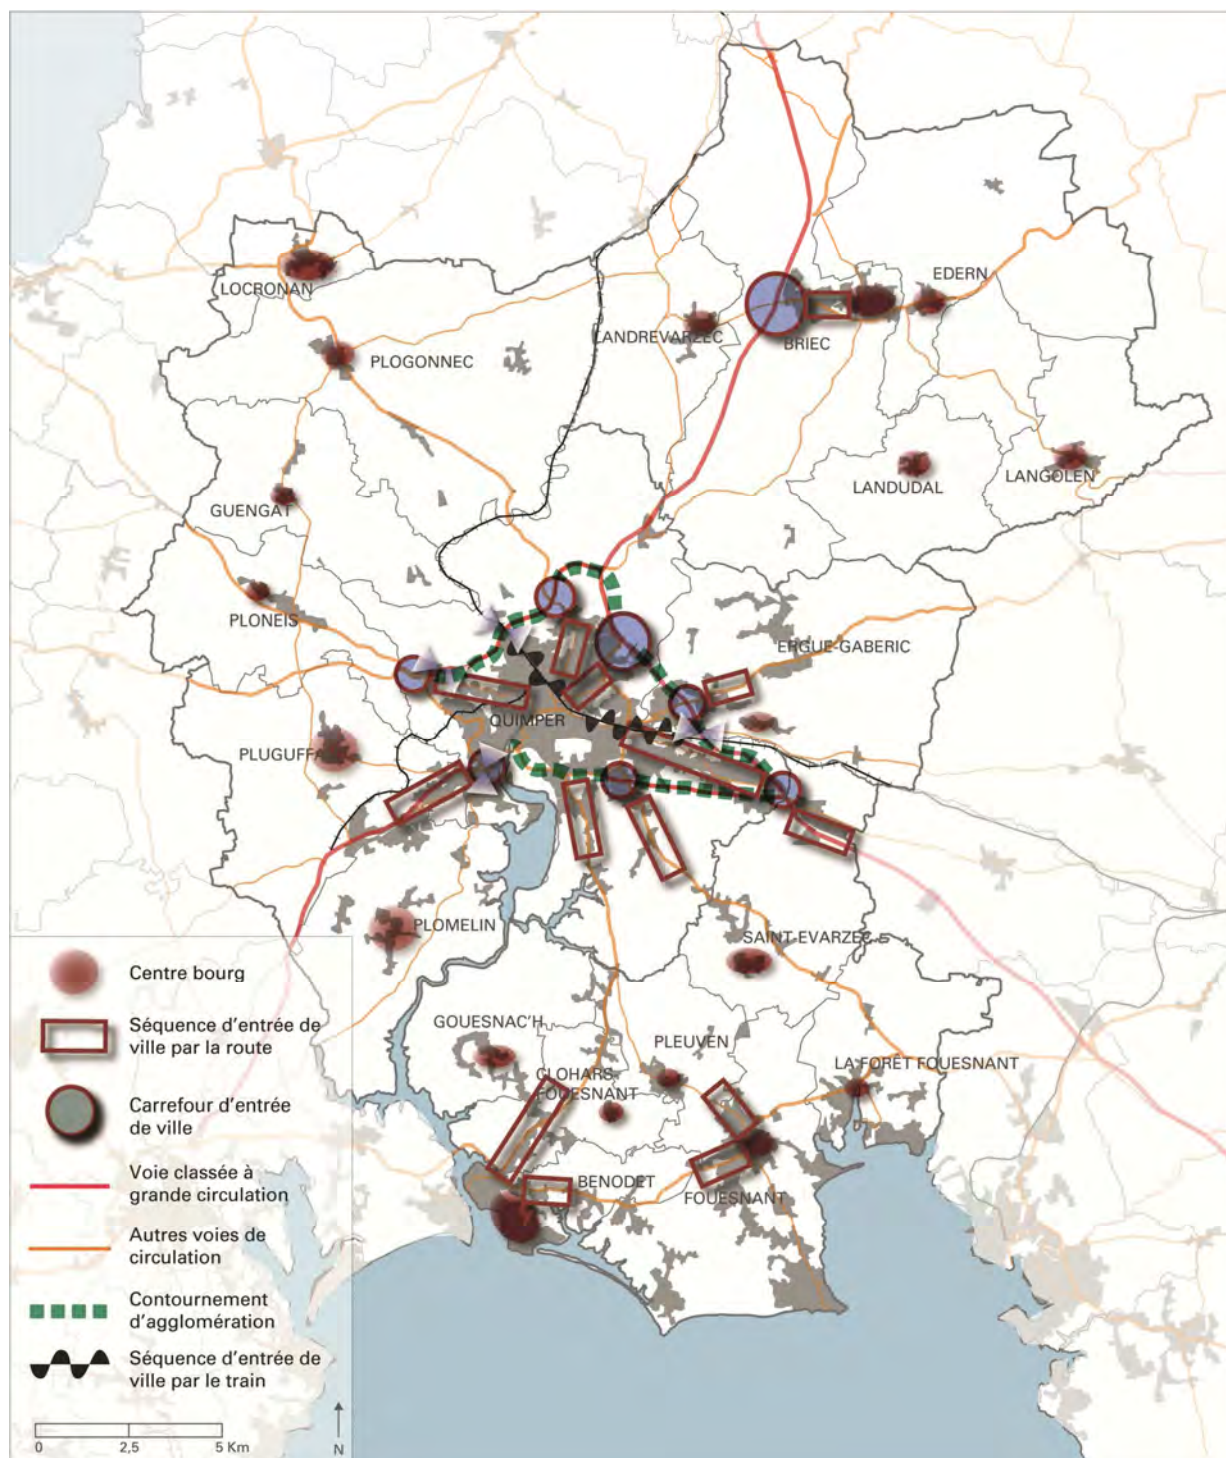 EDERN
LOCRONAN
LANDREVARZEC
BRIEC
PLOGONNEC
LANDUDAL
LANGOLEN
GUENGAT
PLONEIS
ERGUE-GABERIC
QUIMPER
PLUGUFFAN
PLOMELIN
SAINT-EVARZEC
GOUESNAC'H
PLEUVEN
LA FORET FOUESNANT
CLOHARS-
FOUESNANT
BENODET
FOUESNANT
Centre bourg
Séquence d'entrée de
ville par la route
Carrefour d'entrée
de ville
Voie classée à
grande circulation
Autres voies de
circulation
Contournement
d'agglomération
Séquence d'entrée de
ville par le train
0 2,5 5 Km
N